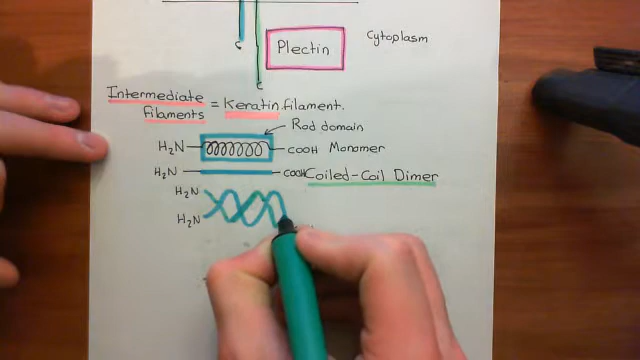 c
Plectin
Cytoplasm
c
Intermediate filaments = Keratin filament.
Rod domain
H₂N COOH Monomer
H₂N COOH Coiled-Coil Dimer
H₂N
H₂N